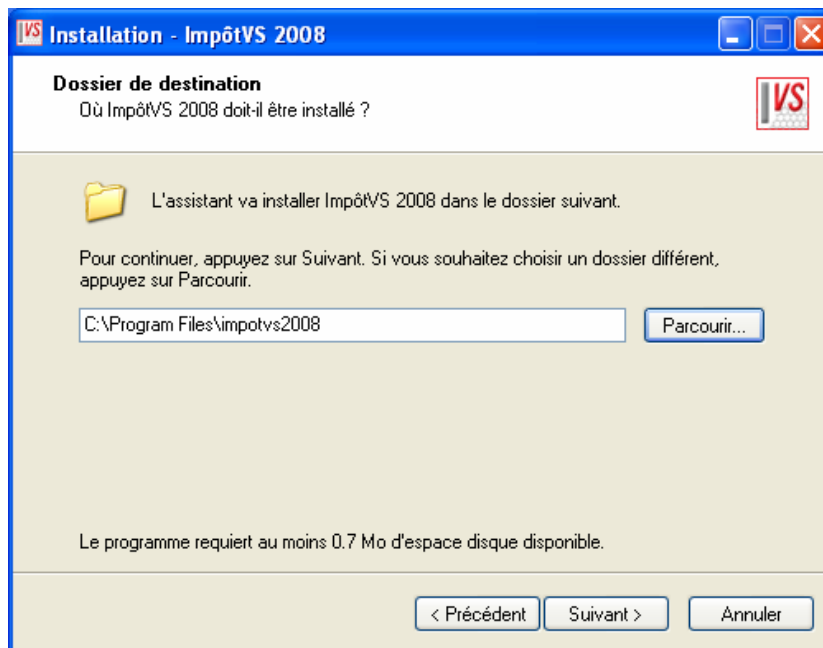 VS Installation - ImpôtVS 2008
Dossier de destination
Où ImpôtVS 2008 doit-il être installé ?
VS
L'assistant va installer ImpôtVS 2008 dans le dossier suivant.
Pour continuer, appuyez sur Suivant. Si vous souhaitez choisir un dossier différent,
appuyez sur Parcourir.
C:\Program Files\impotvs2008
Parcourir...
Le programme requiert au moins 0.7 Mo d'espace disque disponible.
< Précédent
Suivant >
Annuler